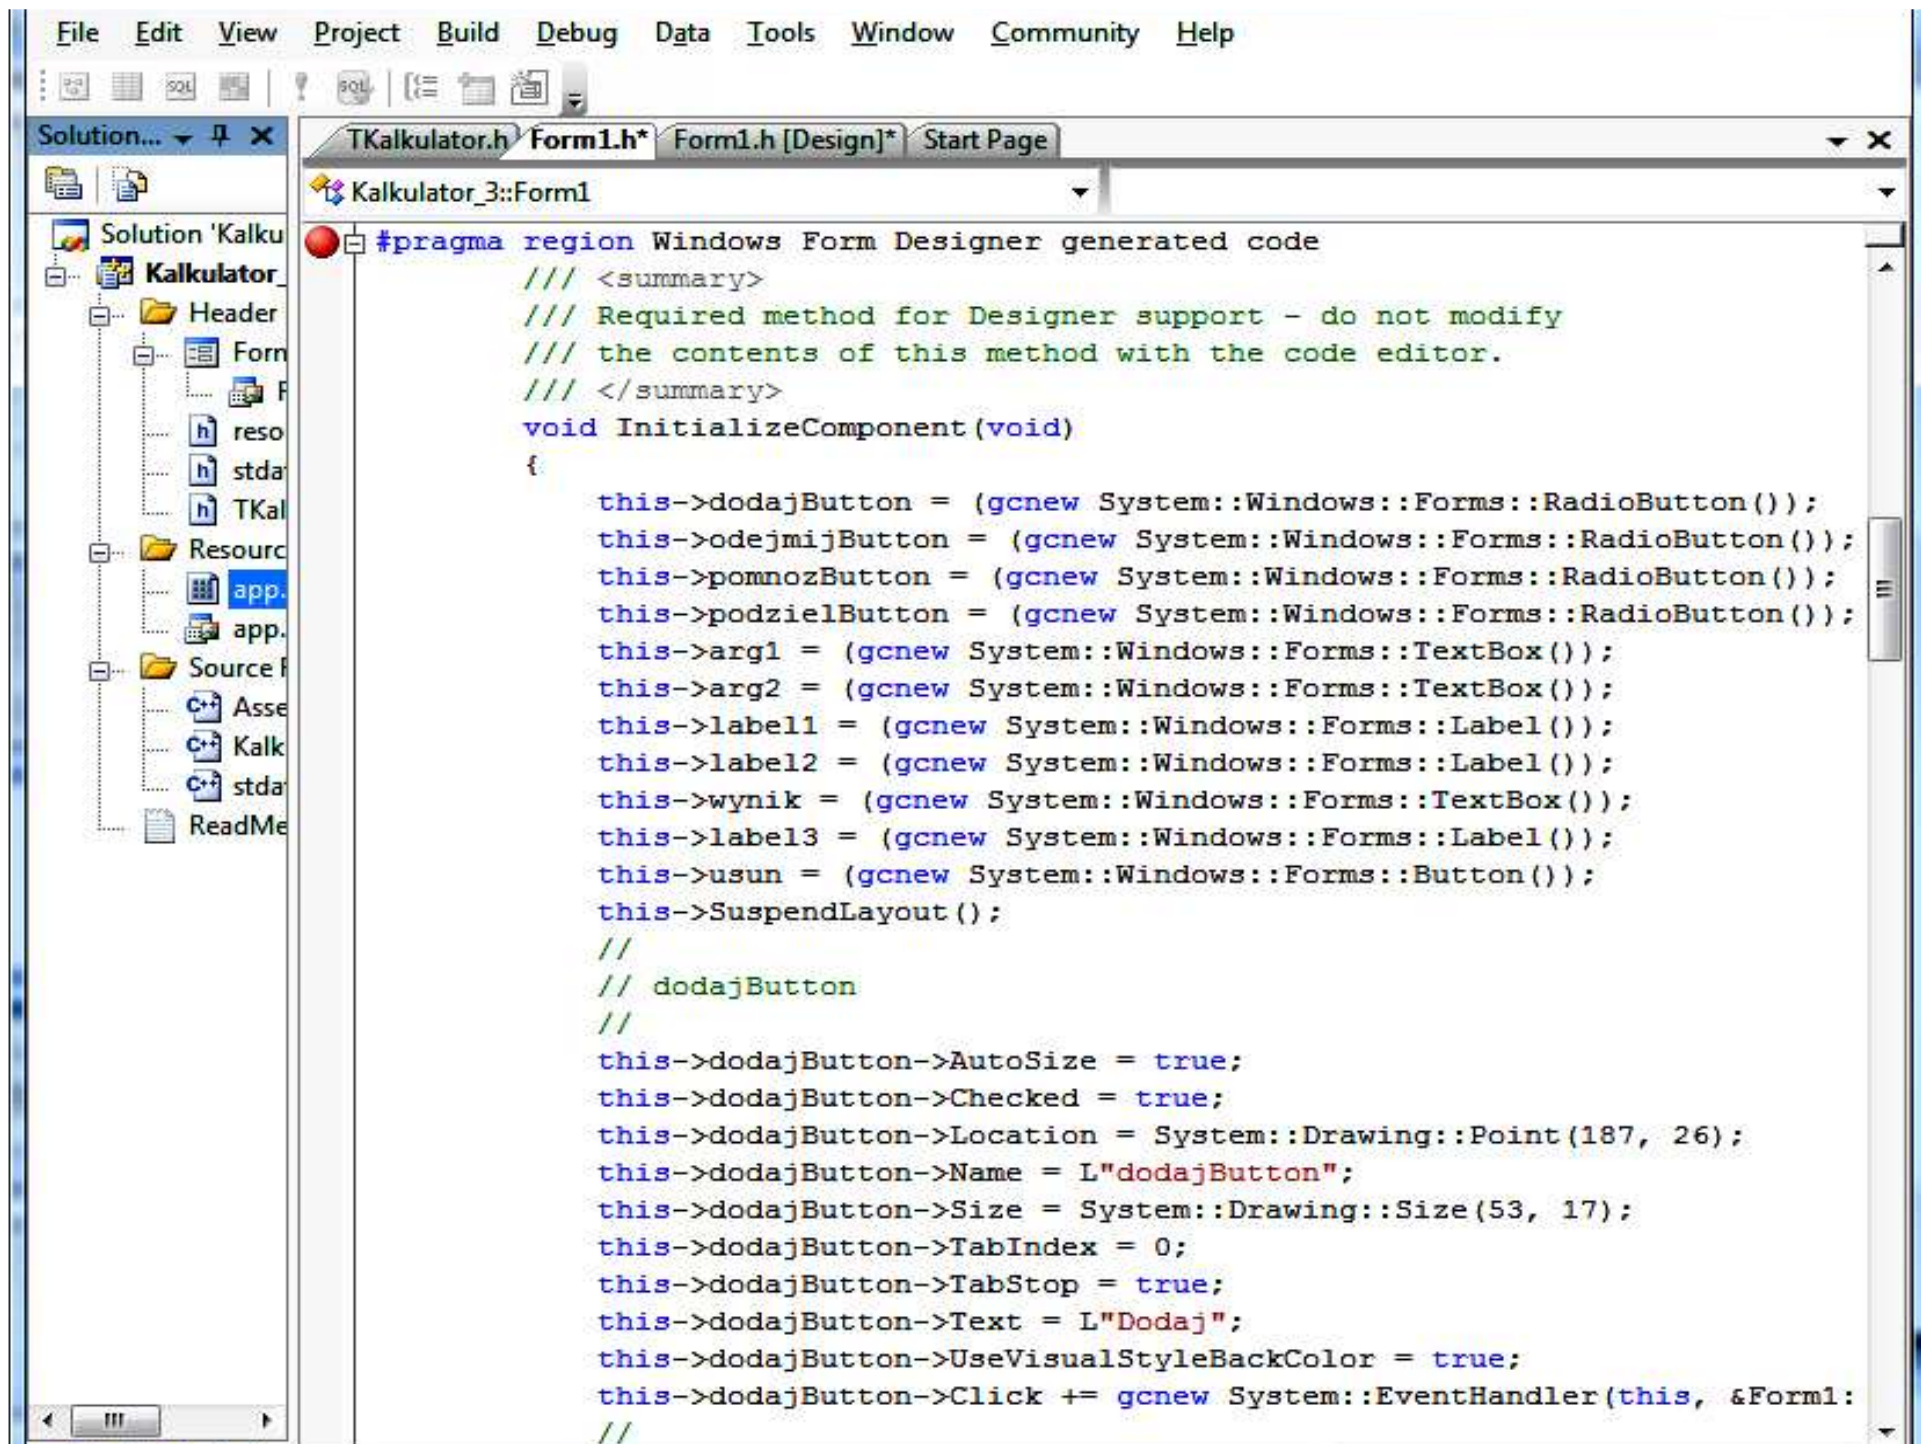 File Edit View Project Build Debug Data Tools Window Community Help
SQL SQL
Solution...
TKalkulator.h Form1.h* Form1.h [Design]* Start Page
Kalkulator_3::Form1
Solution 'Kalku
Kalkulator_
Header
Forn
F
reso
stda
TKal
Resourc
app.
app.
Source F
Asse
Kalk
stda
ReadMe
#pragma region Windows Form Designer generated code
/// <summary>
/// Required method for Designer support - do not modify
/// the contents of this method with the code editor.
/// </summary>
void InitializeComponent(void)
{
this->dodajButton = (gcnew System::Windows::Forms::RadioButton());
this->odejmijButton = (gcnew System::Windows::Forms::RadioButton());
this->pomnozButton = (gcnew System::Windows::Forms::RadioButton());
this->podzielButton = (gcnew System::Windows::Forms::RadioButton());
this->arg1 = (gcnew System::Windows::Forms::TextBox());
this->arg2 = (gcnew System::Windows::Forms::TextBox());
this->label1 = (gcnew System::Windows::Forms::Label());
this->label2 = (gcnew System::Windows::Forms::Label());
this->wynik = (gcnew System::Windows::Forms::TextBox());
this->label3 = (gcnew System::Windows::Forms::Label());
this->usun = (gcnew System::Windows::Forms::Button());
this->SuspendLayout();
//
// dodajButton
//
this->dodajButton->AutoSize = true;
this->dodajButton->Checked = true;
this->dodajButton->Location = System::Drawing::Point(187, 26);
this->dodajButton->Name = L"dodajButton";
this->dodajButton->Size = System::Drawing::Size(53, 17);
this->dodajButton->TabIndex = 0;
this->dodajButton->TabStop = true;
this->dodajButton->Text = L"Dodaj";
this->dodajButton->UseVisualStyleBackColor = true;
this->dodajButton->Click += gcnew System::EventHandler(this, &Form1:
//